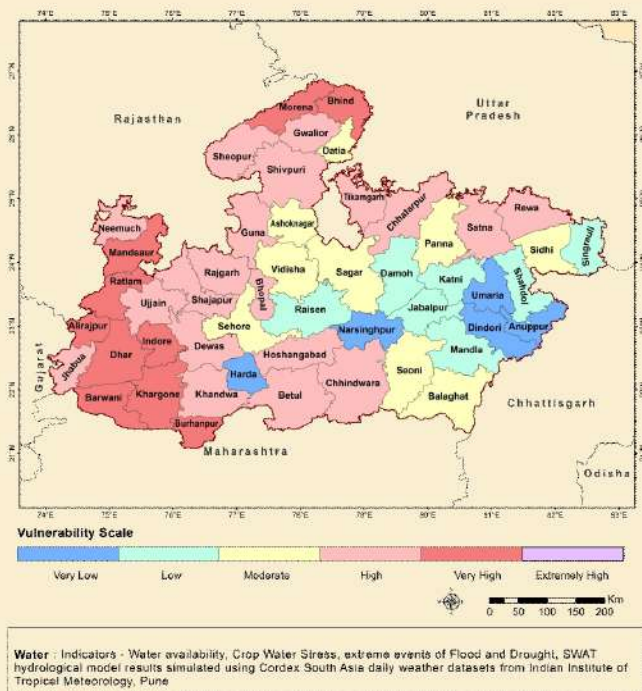 Rajasthan
Uttar
Pradesh
Morena
Bhind
Gwalior
Datia
Sheopur
Shivpuri
Tikamgarh
Chhatarpur
Rewa
Satna
Singrauli
Sidhi
Panna
Guna
Ashoknagar
Neemuch
Mandsaur
Ratlam
Rajgarh
Vidisha
Sagar
Damoh
Katni
Shahdol
Umaria
Ujjain
Shajapur
Bhopal
Raisen
Jabalpur
Alirajpur
Indore
Sehore
Narsinghpur
Dindori
Anuppur
Dhar
Dewas
Hoshangabad
Mandla
Jhabua
Gujarat
Harda
Seoni
Barwani
Khargone
Khandwa
Betul
Chhindwara
Balaghat
Burhanpur
Maharashtra
Chhattisgarh
Odisha
74°E 75°E 76°E 77°E 78°E 79°E 80°E 81°E 82°E 83°E
Vulnerability Scale
Very Low Low Moderate High Very High Extremely High
Km
0 50 100 150 200
Water : Indicators - Water availability, Crop Water Stress, extreme events of Flood and Drought, SWAT
hydrological model results simulated using Cordex South Asia daily weather datasets from Indian Institute of
Tropical Meteorology, Pune